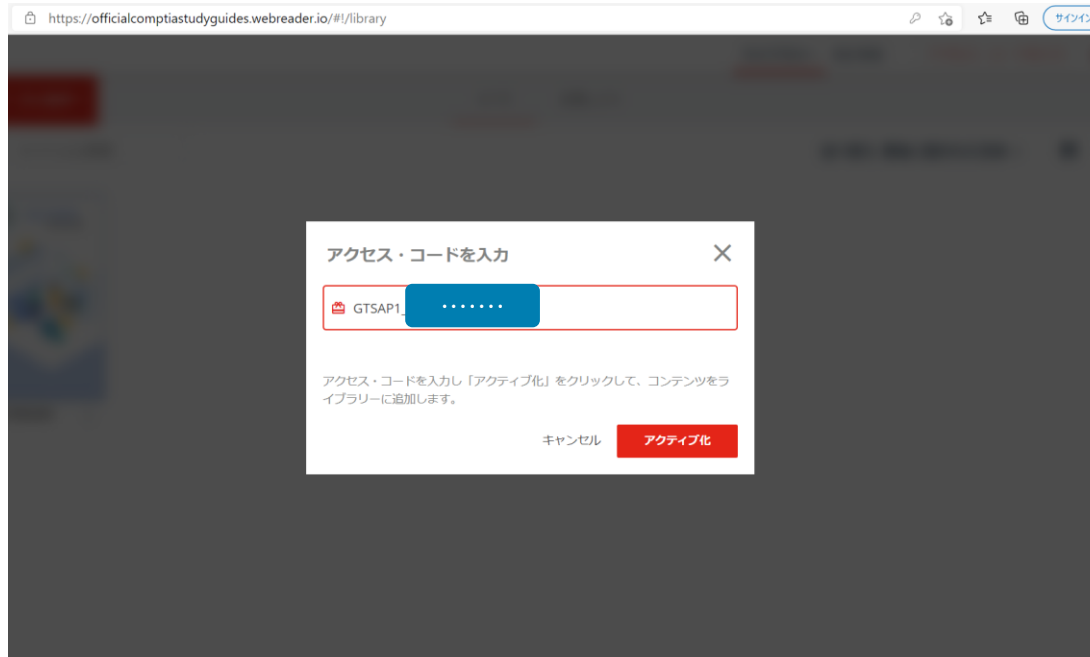 https://officialcomptiastudyguides.webreader.io/#!/library
サインイン
アクセス・コードを入力
GTSAP1_
アクセス・コードを入力し「アクティブ化」をクリックして、コンテンツをラ
イブラリーに追加します。
キャンセル
アクティブ化